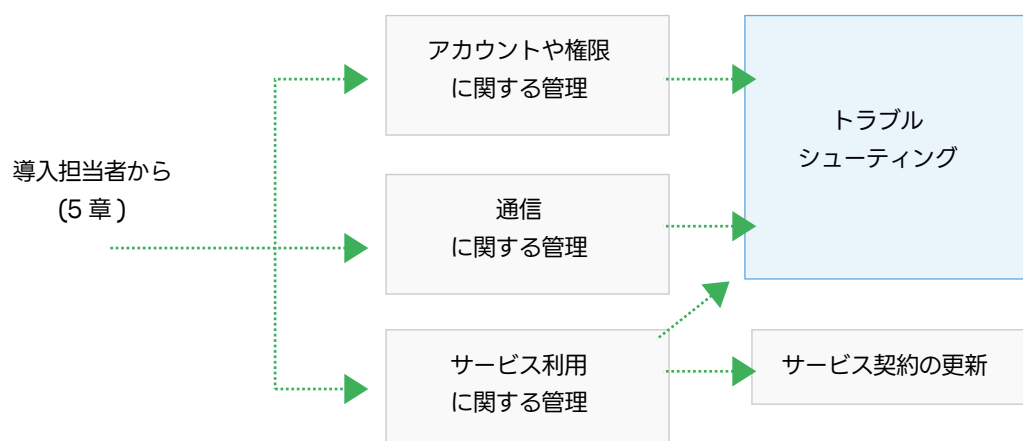 導入担当者から
(5 章 )
アカウントや権限
に関する管理
通信
に関する管理
サービス利用
に関する管理
トラブル
シューティング
サービス契約の更新